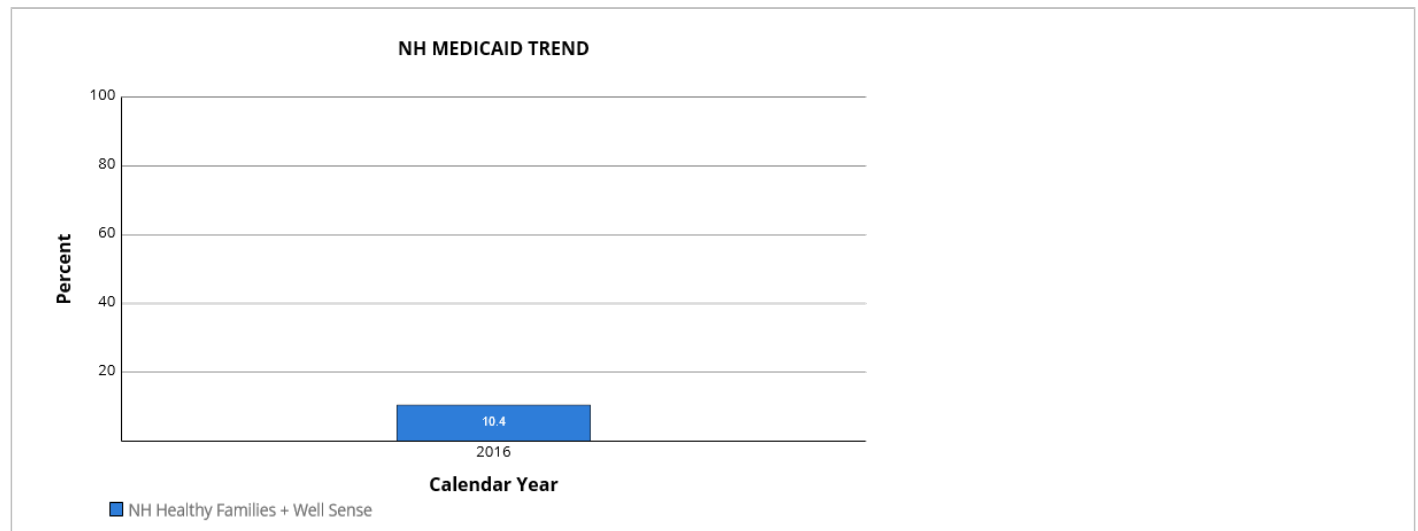 NH MEDICAID TREND
100
80
60
40
20
Percent
10.4
2016
Calendar Year
NH Healthy Families + Well Sense